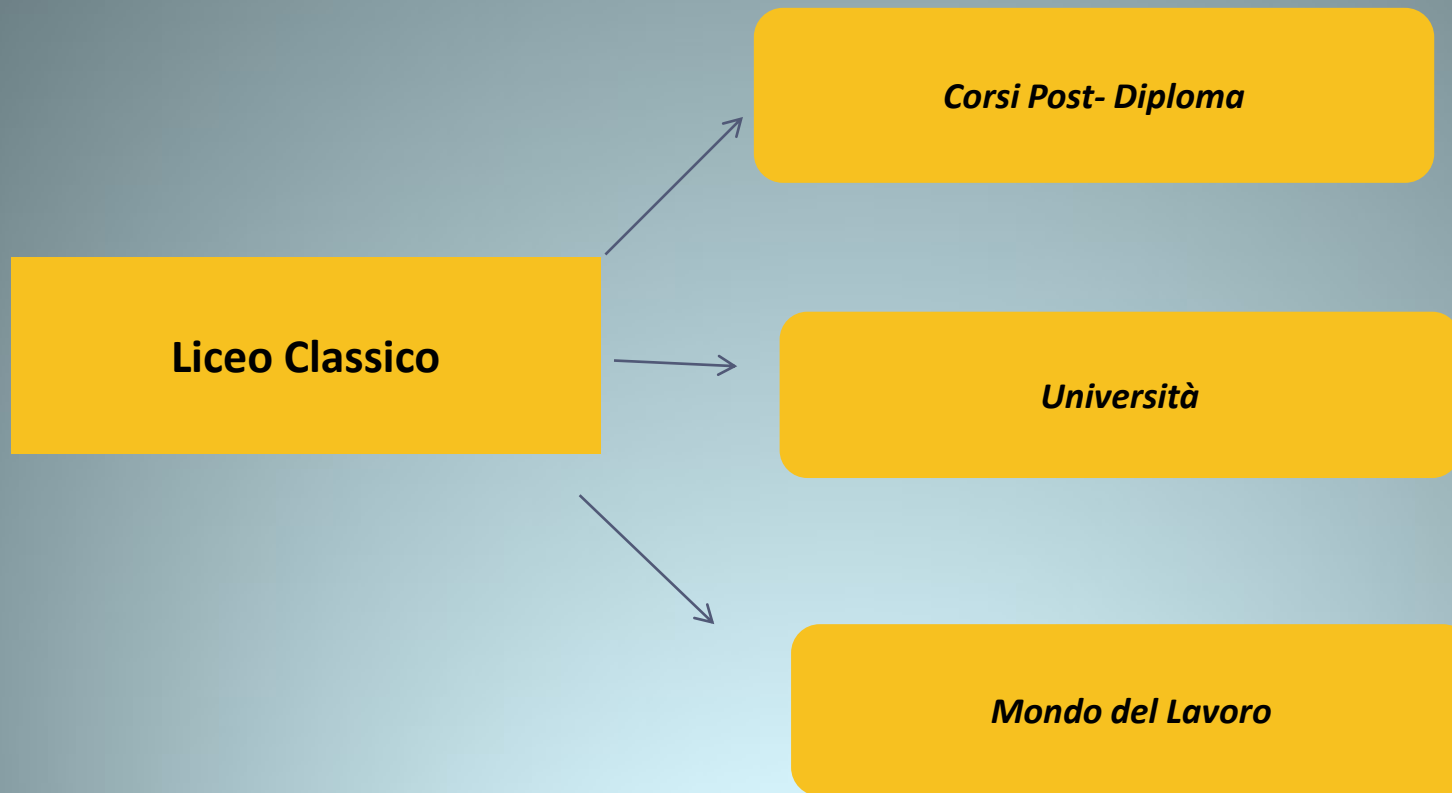 Corsi Post- Diploma
Liceo Classico
Università
Mondo del Lavoro